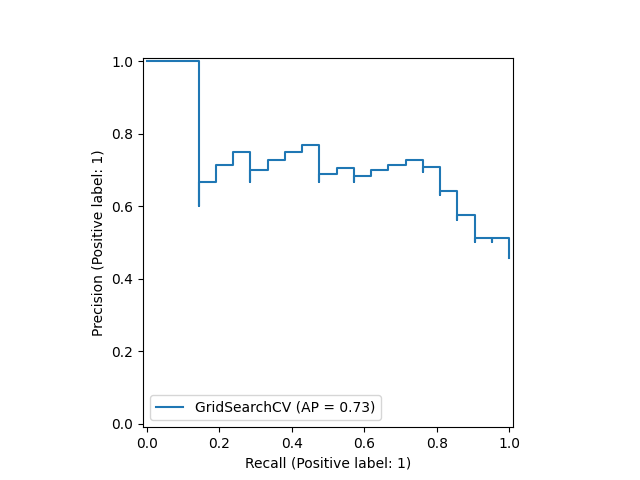 1.0
0.8
0.6
0.4
0.2
0.0
Precision (Positive label: 1)
GridSearchCV (AP = 0.73)
0.0 0.2 0.4 0.6 0.8 1.0
Recall (Positive label: 1)